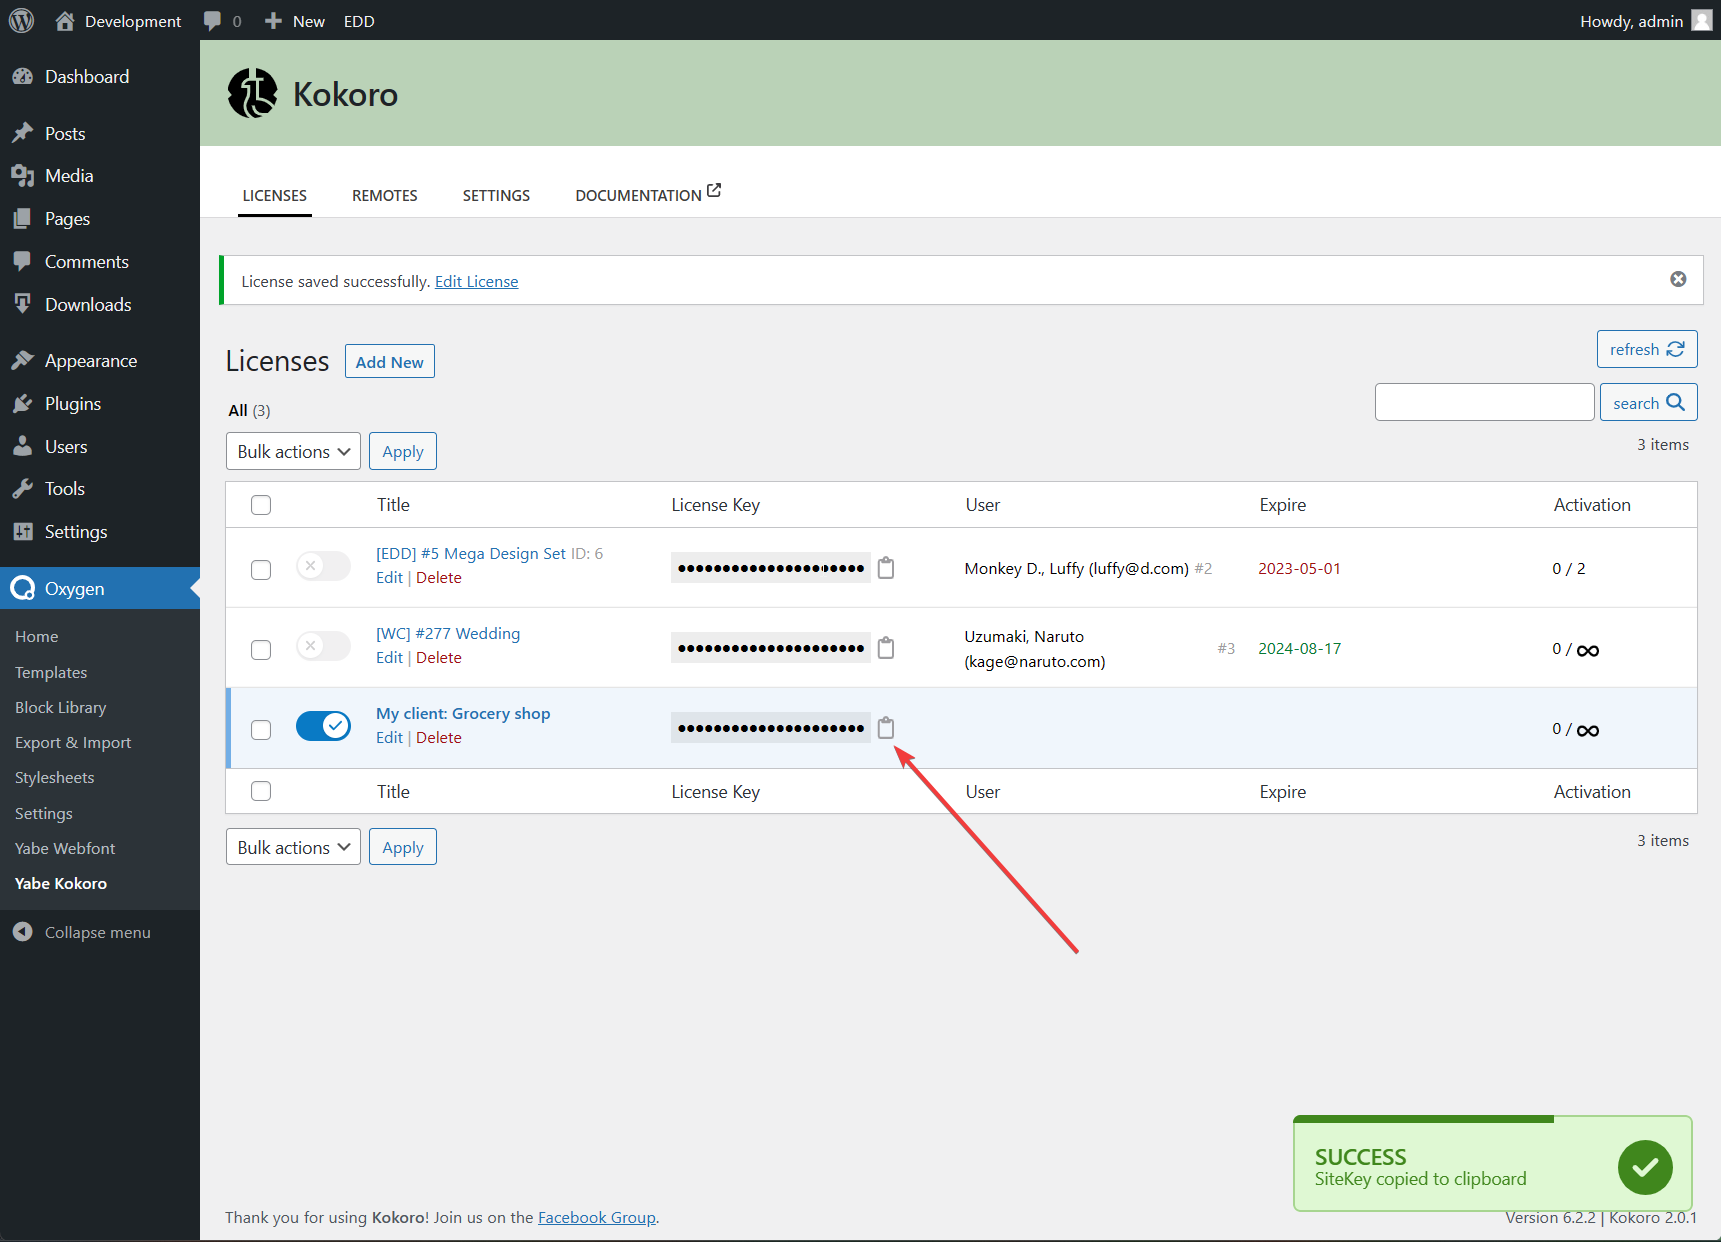 Development
0
New
EDD
Howdy, admin
Dashboard
Posts
Media
Pages
Comments
Downloads
Appearance
Plugins
Users
Tools
Settings
Oxygen
Home
Templates
Block Library
Export & Import
Stylesheets
Settings
Yabe Webfont
Yabe Kokoro
Collapse menu
Kokoro
LICENSES
REMOTES
SETTINGS
DOCUMENTATION
License saved successfully. Edit License
Licenses
Add New
refresh
All (3)
search
Bulk actions
Apply
3 items
Title
License Key
User
Expire
Activation
[EDD] #5 Mega Design Set ID: 6
Edit | Delete
••••••••••••••••••••
Monkey D., Luffy (luffy@d.com) #2
2023-05-01
0 / 2
[WC] #277 Wedding
Edit | Delete
••••••••••••••••••••
Uzumaki, Naruto
(kage@naruto.com)
#3
2024-08-17
0 / ∞
My client: Grocery shop
Edit | Delete
••••••••••••••••••••
0 / ∞
Title
License Key
User
Expire
Activation
Bulk actions
Apply
3 items
SUCCESS
SiteKey copied to clipboard
Thank you for using Kokoro! Join us on the Facebook Group.
Version 6.2.2 | Kokoro 2.0.1